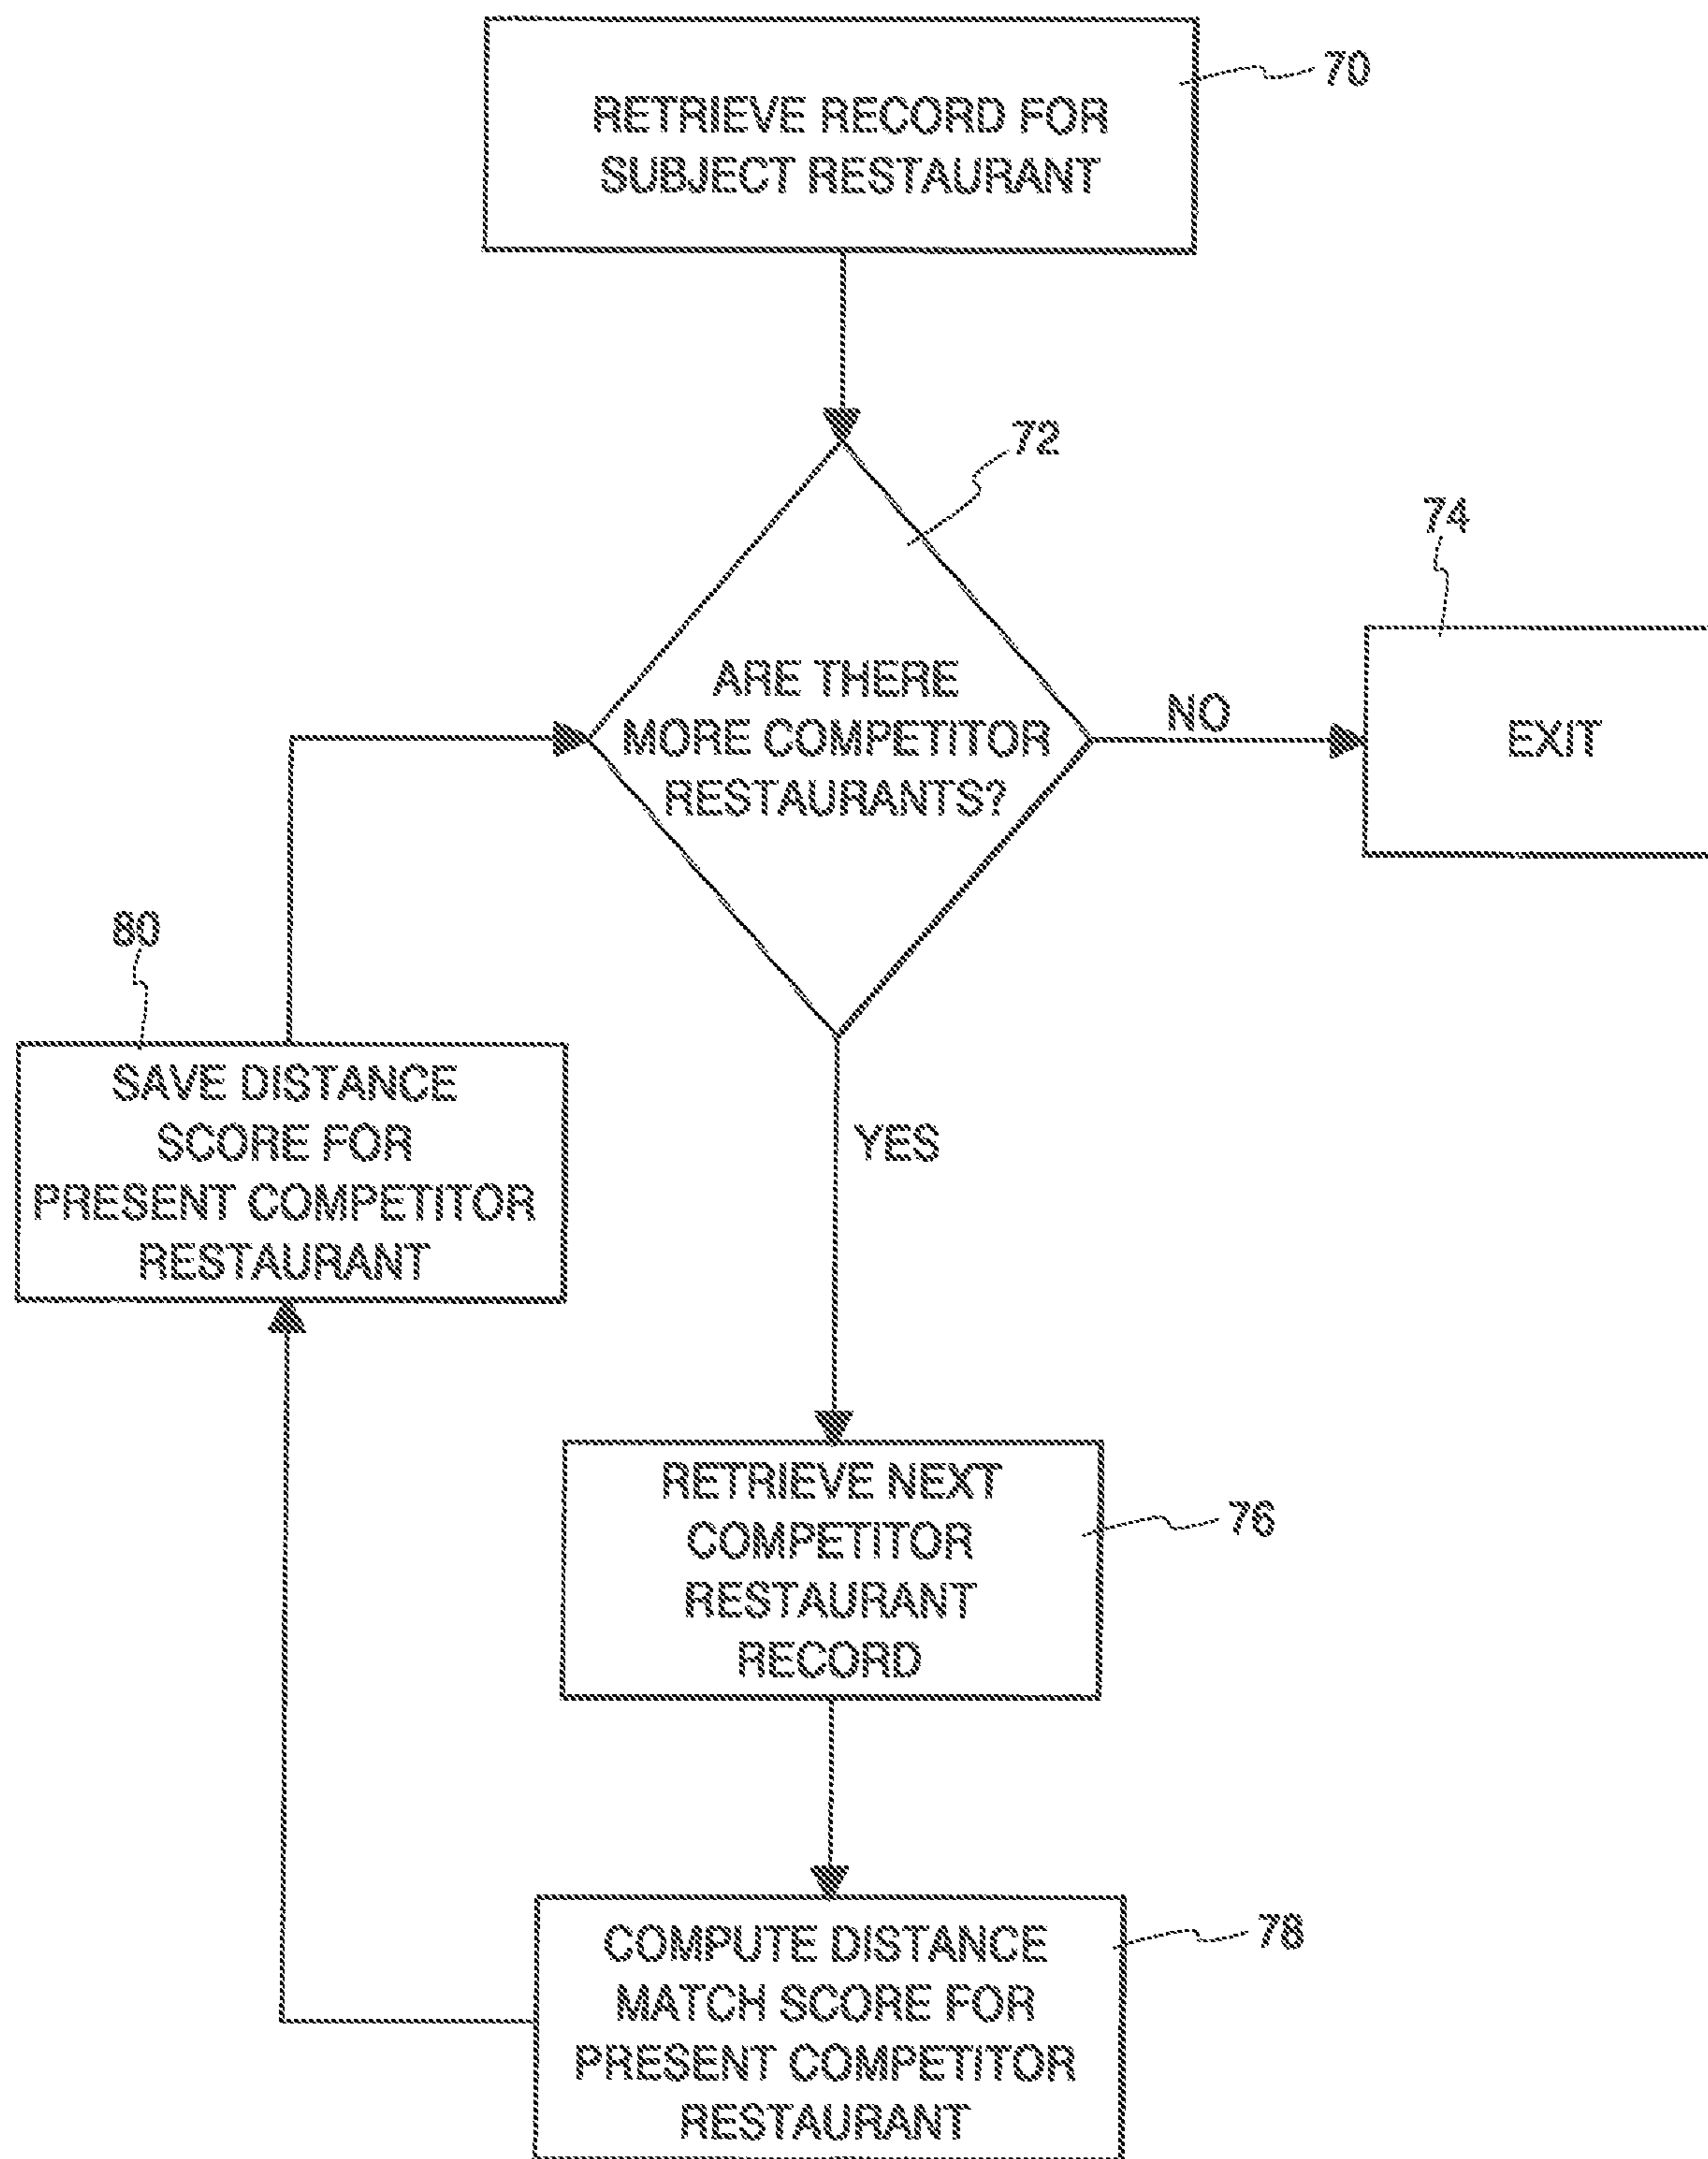 70
RETRIEVE RECORD FOR
SUBJECT RESTAURANT
72
74
ARE THERE
MORE COMPETITOR
RESTAURANTS?
NO
EXIT
80
SAVE DISTANCE
SCORE FOR
PRESENT COMPETITOR
RESTAURANT
YES
RETRIEVE NEXT
COMPETITOR
RESTAURANT
RECORD
76
COMPUTE DISTANCE
MATCH SCORE FOR
PRESENT COMPETITOR
RESTAURANT
78